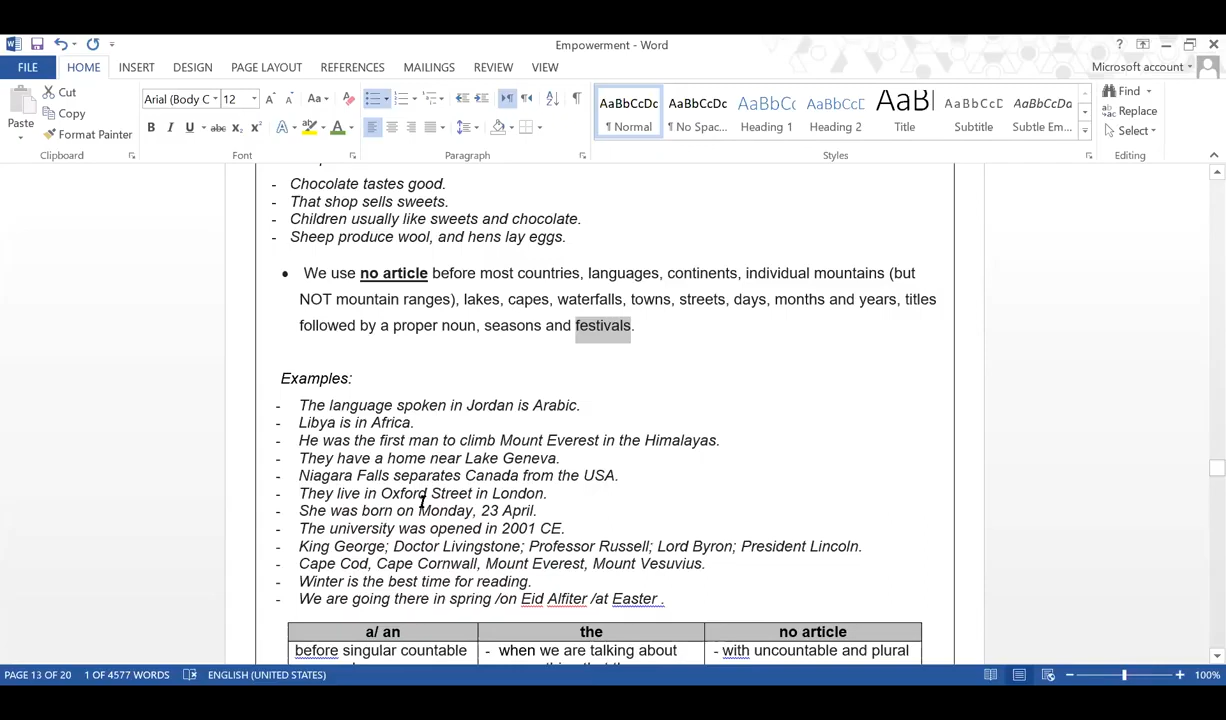 Empowerment - Word
FILE HOME INSERT DESIGN PAGE LAYOUT REFERENCES MAILINGS REVIEW VIEW Microsoft account
Paste
Cut
Copy
Format Painter
Clipboard
Arial (Body C 12
Font
Paragraph
AaBbCcDc AaBbCcDc AaBbCc AaBbCcD AaB AaBbCcD AaBbCcDa
¶ Normal ¶ No Spac... Heading 1 Heading 2 Title Subtitle Subtle Em...
Styles
Find
Replace
Select
Editing
- Chocolate tastes good.
- That shop sells sweets.
- Children usually like sweets and chocolate.
- Sheep produce wool, and hens lay eggs.
• We use no article before most countries, languages, continents, individual mountains (but
NOT mountain ranges), lakes, capes, waterfalls, towns, streets, days, months and years, titles
followed by a proper noun, seasons and festivals.
Examples:
- The language spoken in Jordan is Arabic.
- Libya is in Africa.
- He was the first man to climb Mount Everest in the Himalayas.
- They have a home near Lake Geneva.
- Niagara Falls separates Canada from the USA.
- They live in Oxford Street in London.
- She was born on Monday, 23 April.
- The university was opened in 2001 CE.
- King George; Doctor Livingstone; Professor Russell; Lord Byron; President Lincoln.
- Cape Cod, Cape Cornwall, Mount Everest, Mount Vesuvius.
- Winter is the best time for reading.
- We are going there in spring /on Eid Alfiter /at Easter .
a/ an the no article
before singular countable - when we are talking about - with uncountable and plural
PAGE 13 OF 20 1 OF 4577 WORDS ENGLISH (UNITED STATES) 100%